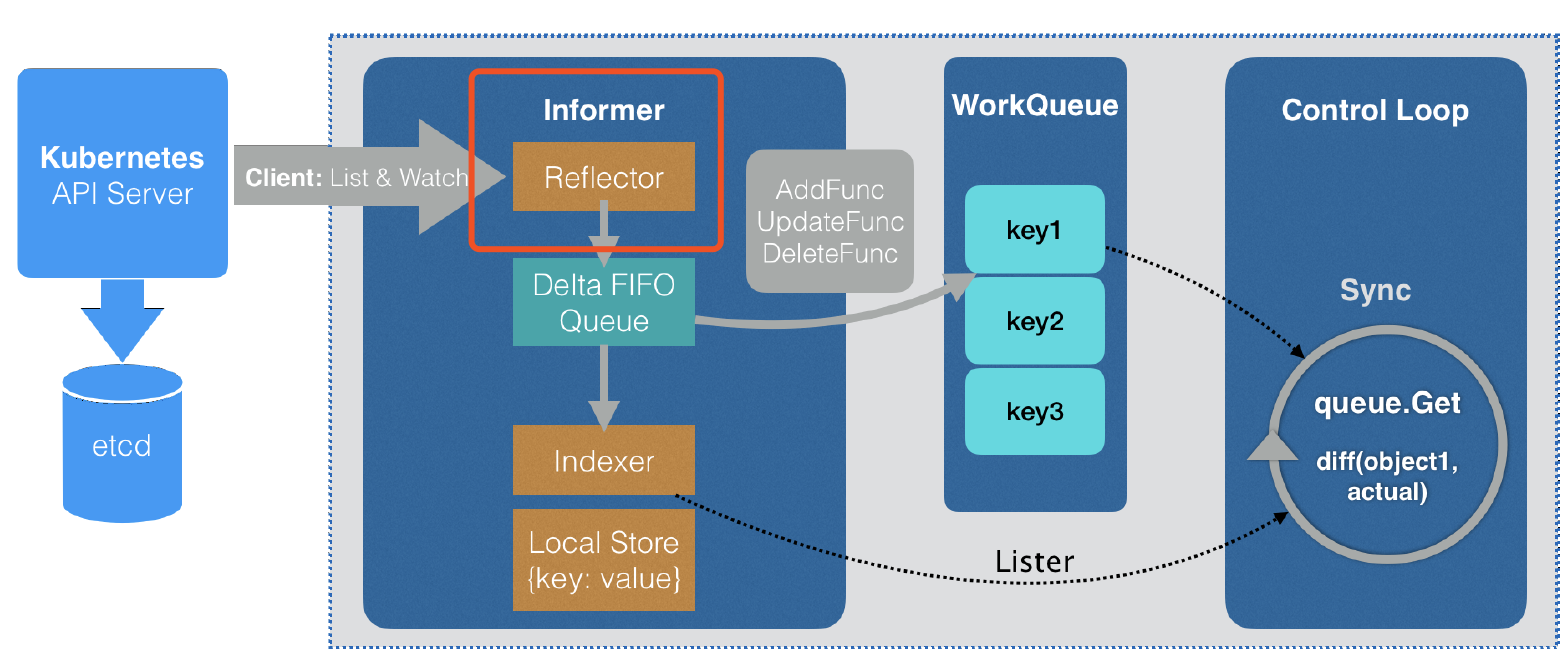 Kubernetes
API Server
etcd
Client: List & Watch
Informer
Reflector
Delta FIFO
Queue
Indexer
Local Store
{key: value}
AddFunc
UpdateFunc
DeleteFunc
WorkQueue
key1
key2
key3
Lister
Control Loop
Sync
queue.Get
diff(object1,
actual)